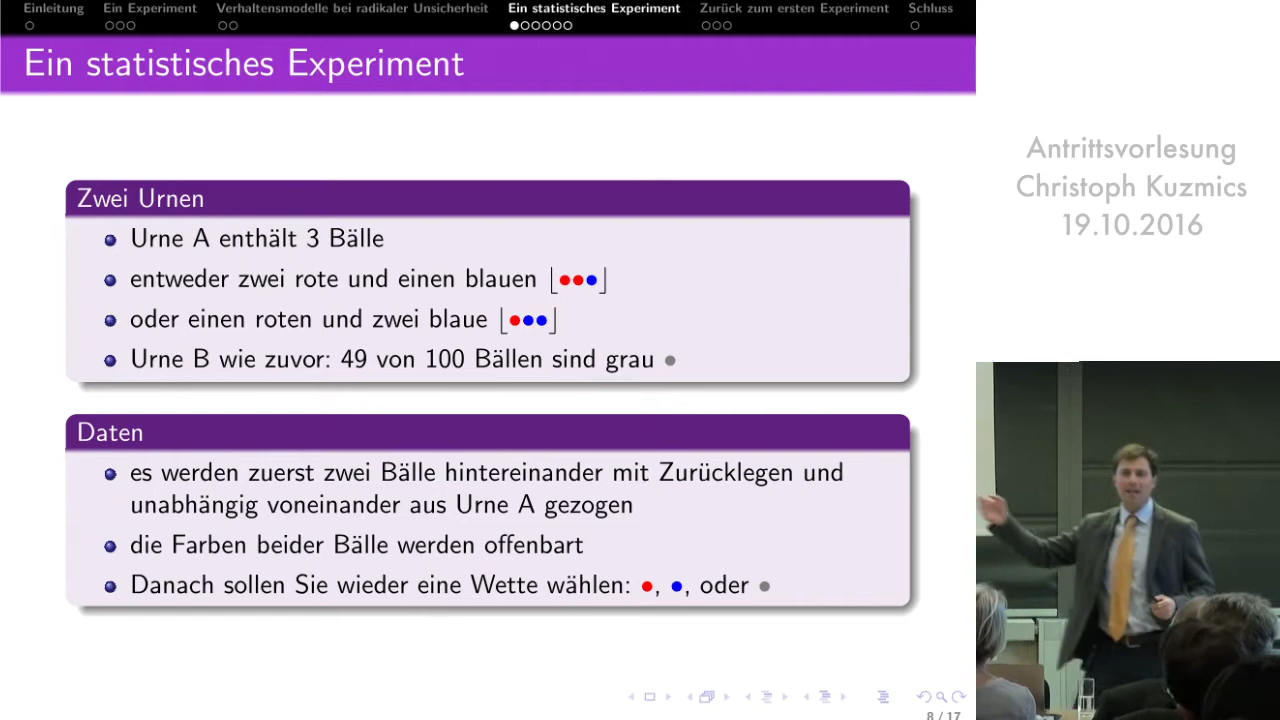 Einleitung Ein Experiment Verhaltensmodelle bei radikaler Unsicherheit Ein statistisches Experiment Zurück zum ersten Experiment Schluss
Ein statistisches Experiment
Zwei Urnen
Urne A enthält 3 Bälle
entweder zwei rote und einen blauen
oder einen roten und zwei blaue
Urne B wie zuvor: 49 von 100 Bällen sind grau
Daten
es werden zuerst zwei Bälle hintereinander mit Zurücklegen und
unabhängig voneinander aus Urne A gezogen
die Farben beider Bälle werden offenbart
Danach sollen Sie wieder eine Wette wählen: , , oder
8 / 17
Antrittsvorlesung
Christoph Kuzmics
19.10.2016